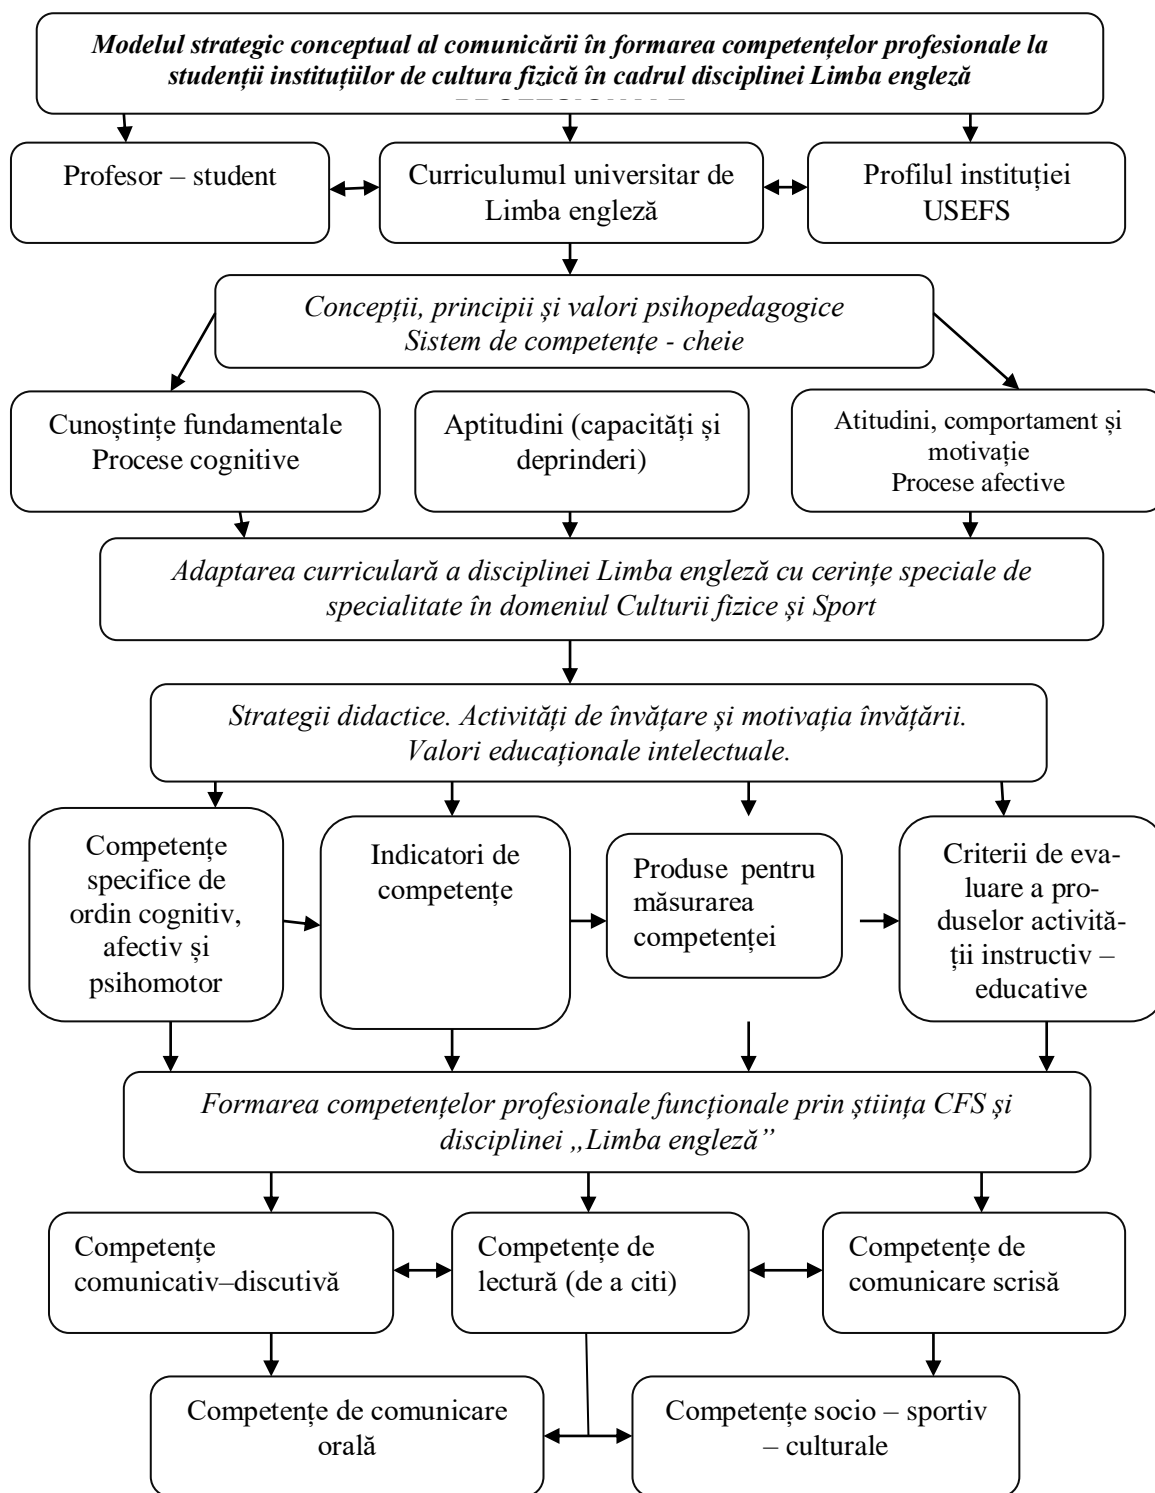 Modelul strategic conceptual al comunicării în formarea competențelor profesionale la
studenții instituțiilor de cultura fizică în cadrul disciplinei Limba engleză
Profesor – student
Curriculumul universitar de
Limba engleză
Profilul instituției
USEFS
Concepții, principii și valori psihopedagogice
Sistem de competențe - cheie
Cunoștințe fundamentale
Procese cognitive
Aptitudini (capacități și
deprinderi)
Atitudini, comportament și
motivație
Procese afective
Adaptarea curriculară a disciplinei Limba engleză cu cerințe speciale de
specialitate în domeniul Culturii fizice și Sport
Strategii didactice. Activități de învățare și motivația învățării.
Valori educaționale intelectuale.
Competențe
specifice de
ordin cognitiv,
afectiv și
psihomotor
Indicatori de
competențe
Produse pentru
măsurarea
competenței
Criterii de eva-
luare a pro-
duselor activită-
ții instructiv –
educative
Formarea competențelor profesionale funcționale prin știința CFS și
disciplinei „Limba engleză”
Competențe
comunicativ–discutivă
Competențe de
lectură (de a citi)
Competențe de
comunicare scrisă
Competențe de comunicare
orală
Competențe socio – sportiv
– culturale